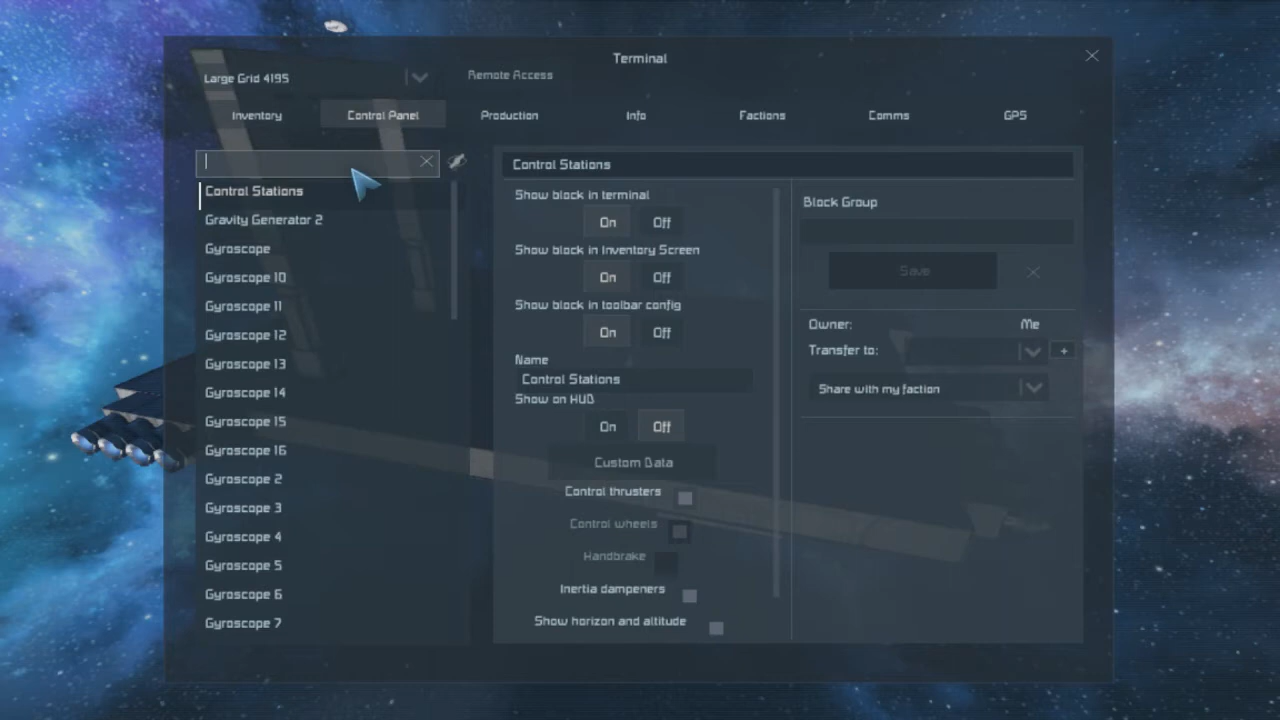 Terminal
Large Grid 4195
Remote Access
Inventory
Control Panel
Production
Info
Factions
Comms
GPS
Control Stations
Gravity Generator 2
Gyroscope
Gyroscope 10
Gyroscope 11
Gyroscope 12
Gyroscope 13
Gyroscope 14
Gyroscope 15
Gyroscope 16
Gyroscope 2
Gyroscope 3
Gyroscope 4
Gyroscope 5
Gyroscope 6
Gyroscope 7
Control Stations
Show block in terminal
On Off
Show block in Inventory Screen
On Off
Show block in toolbar config
On Off
Name
Control Stations
Show on HUD
On Off
Custom Data
Control thrusters
Control wheels
Handbrake
Inertia dampeners
Show horizon and altitude
Block Group
Save
Owner: Me
Transfer to:
+
Share with my faction